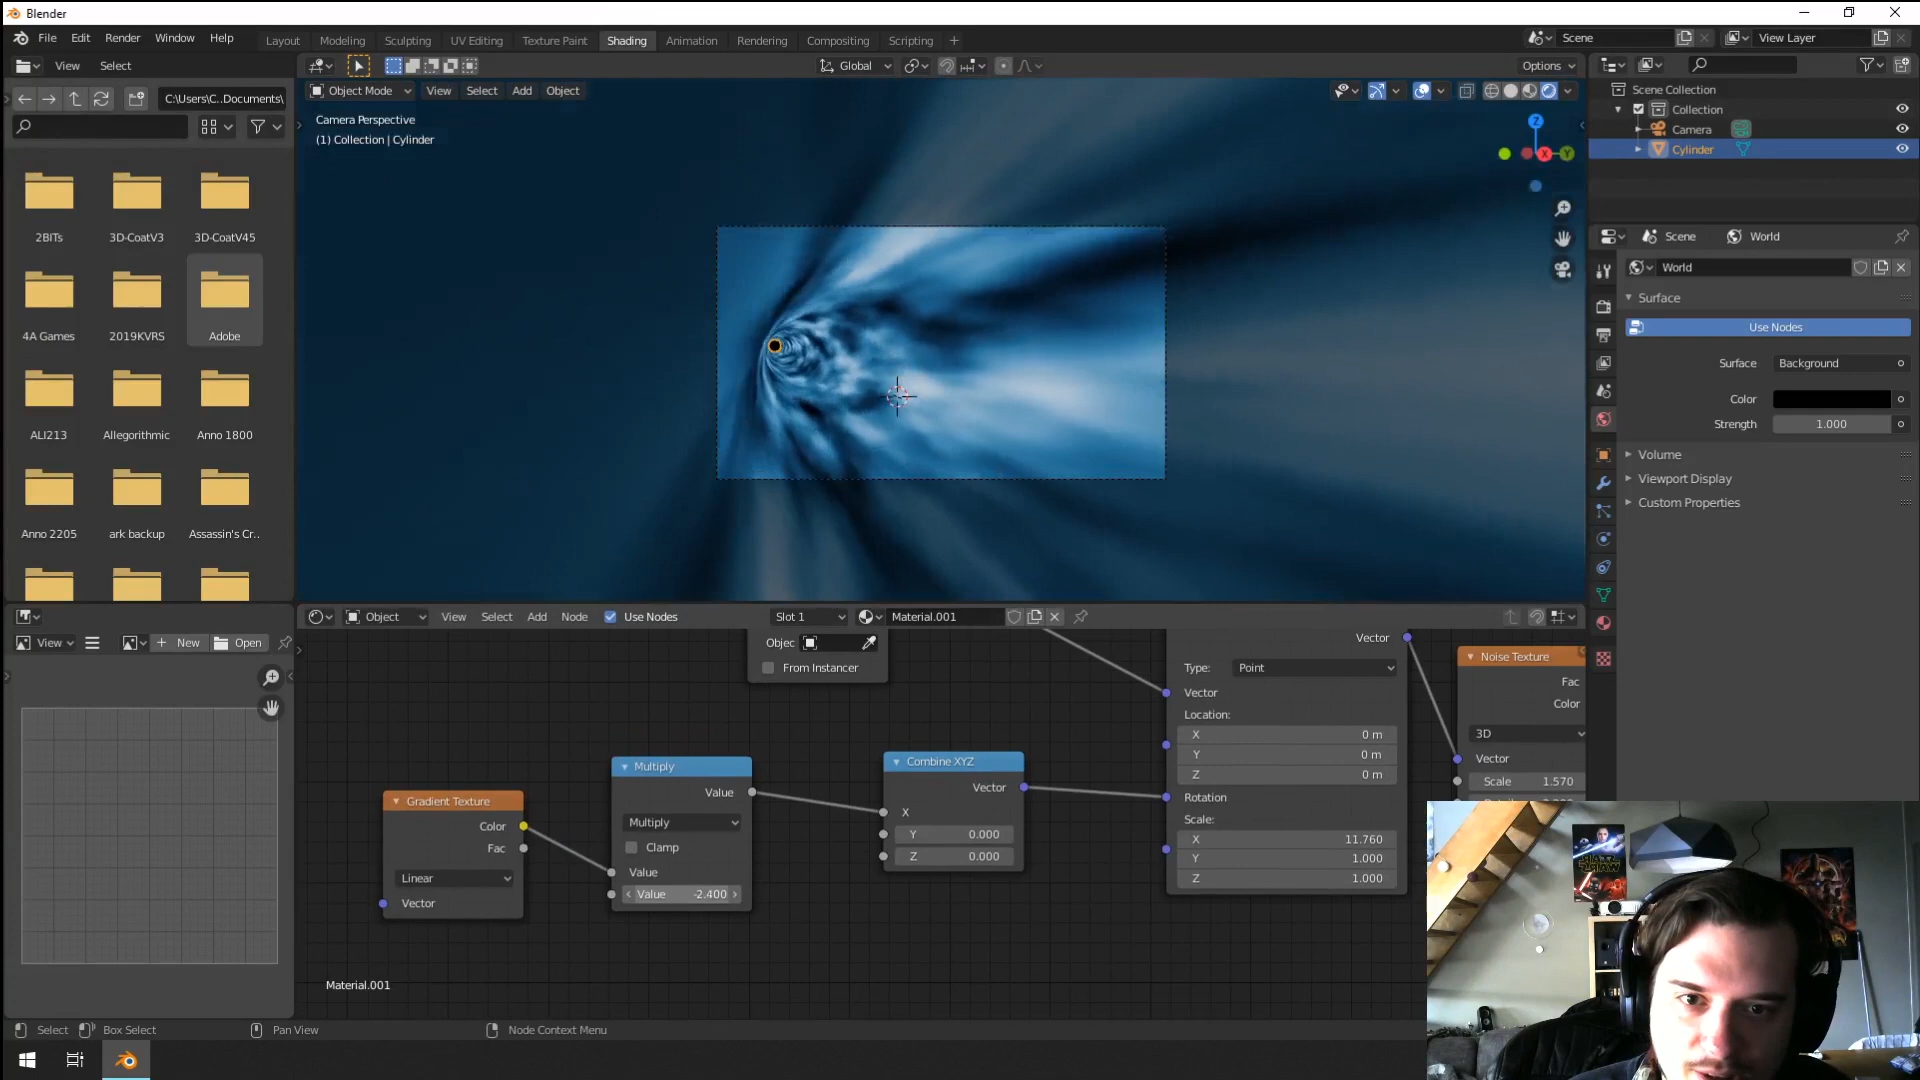 Blender
File Edit Render Window Help
Layout Modeling Sculpting UV Editing Texture Paint Shading Animation Rendering Compositing Scripting +
Scene
View Layer
View Select
Global
Options
C:\Users\C..Documents\
Object Mode View Select Add Object
Camera Perspective
(1) Collection | Cylinder
Z
X
Y
Scene Collection
Collection
Camera
Cylinder
2BITs 3D-CoatV3 3D-CoatV45
4A Games 2019KVRS Adobe
ALI213 Allegorithmic Anno 1800
Anno 2205 ark backup Assassin's Cr..
Scene World
World
Surface
Use Nodes
Surface Background
Color
Strength 1.000
Volume
Viewport Display
Custom Properties
Object View Select Add Node Use Nodes Slot 1 Material.001
View New Open
Objec
From Instancer
Gradient Texture
Color
Fac
Linear
Vector
Multiply
Value
Multiply
Clamp
Value
Value -2.400
Combine XYZ
Vector
X
Y 0.000
Z 0.000
Vector
Type: Point
Vector
Location:
X 0 m
Y 0 m
Z 0 m
Rotation
Scale:
X 11.760
Y 1.000
Z 1.000
Noise Texture
Fac
Color
3D
Vector
Scale 1.570
Material.001
Select Box Select Pan View Node Context Menu